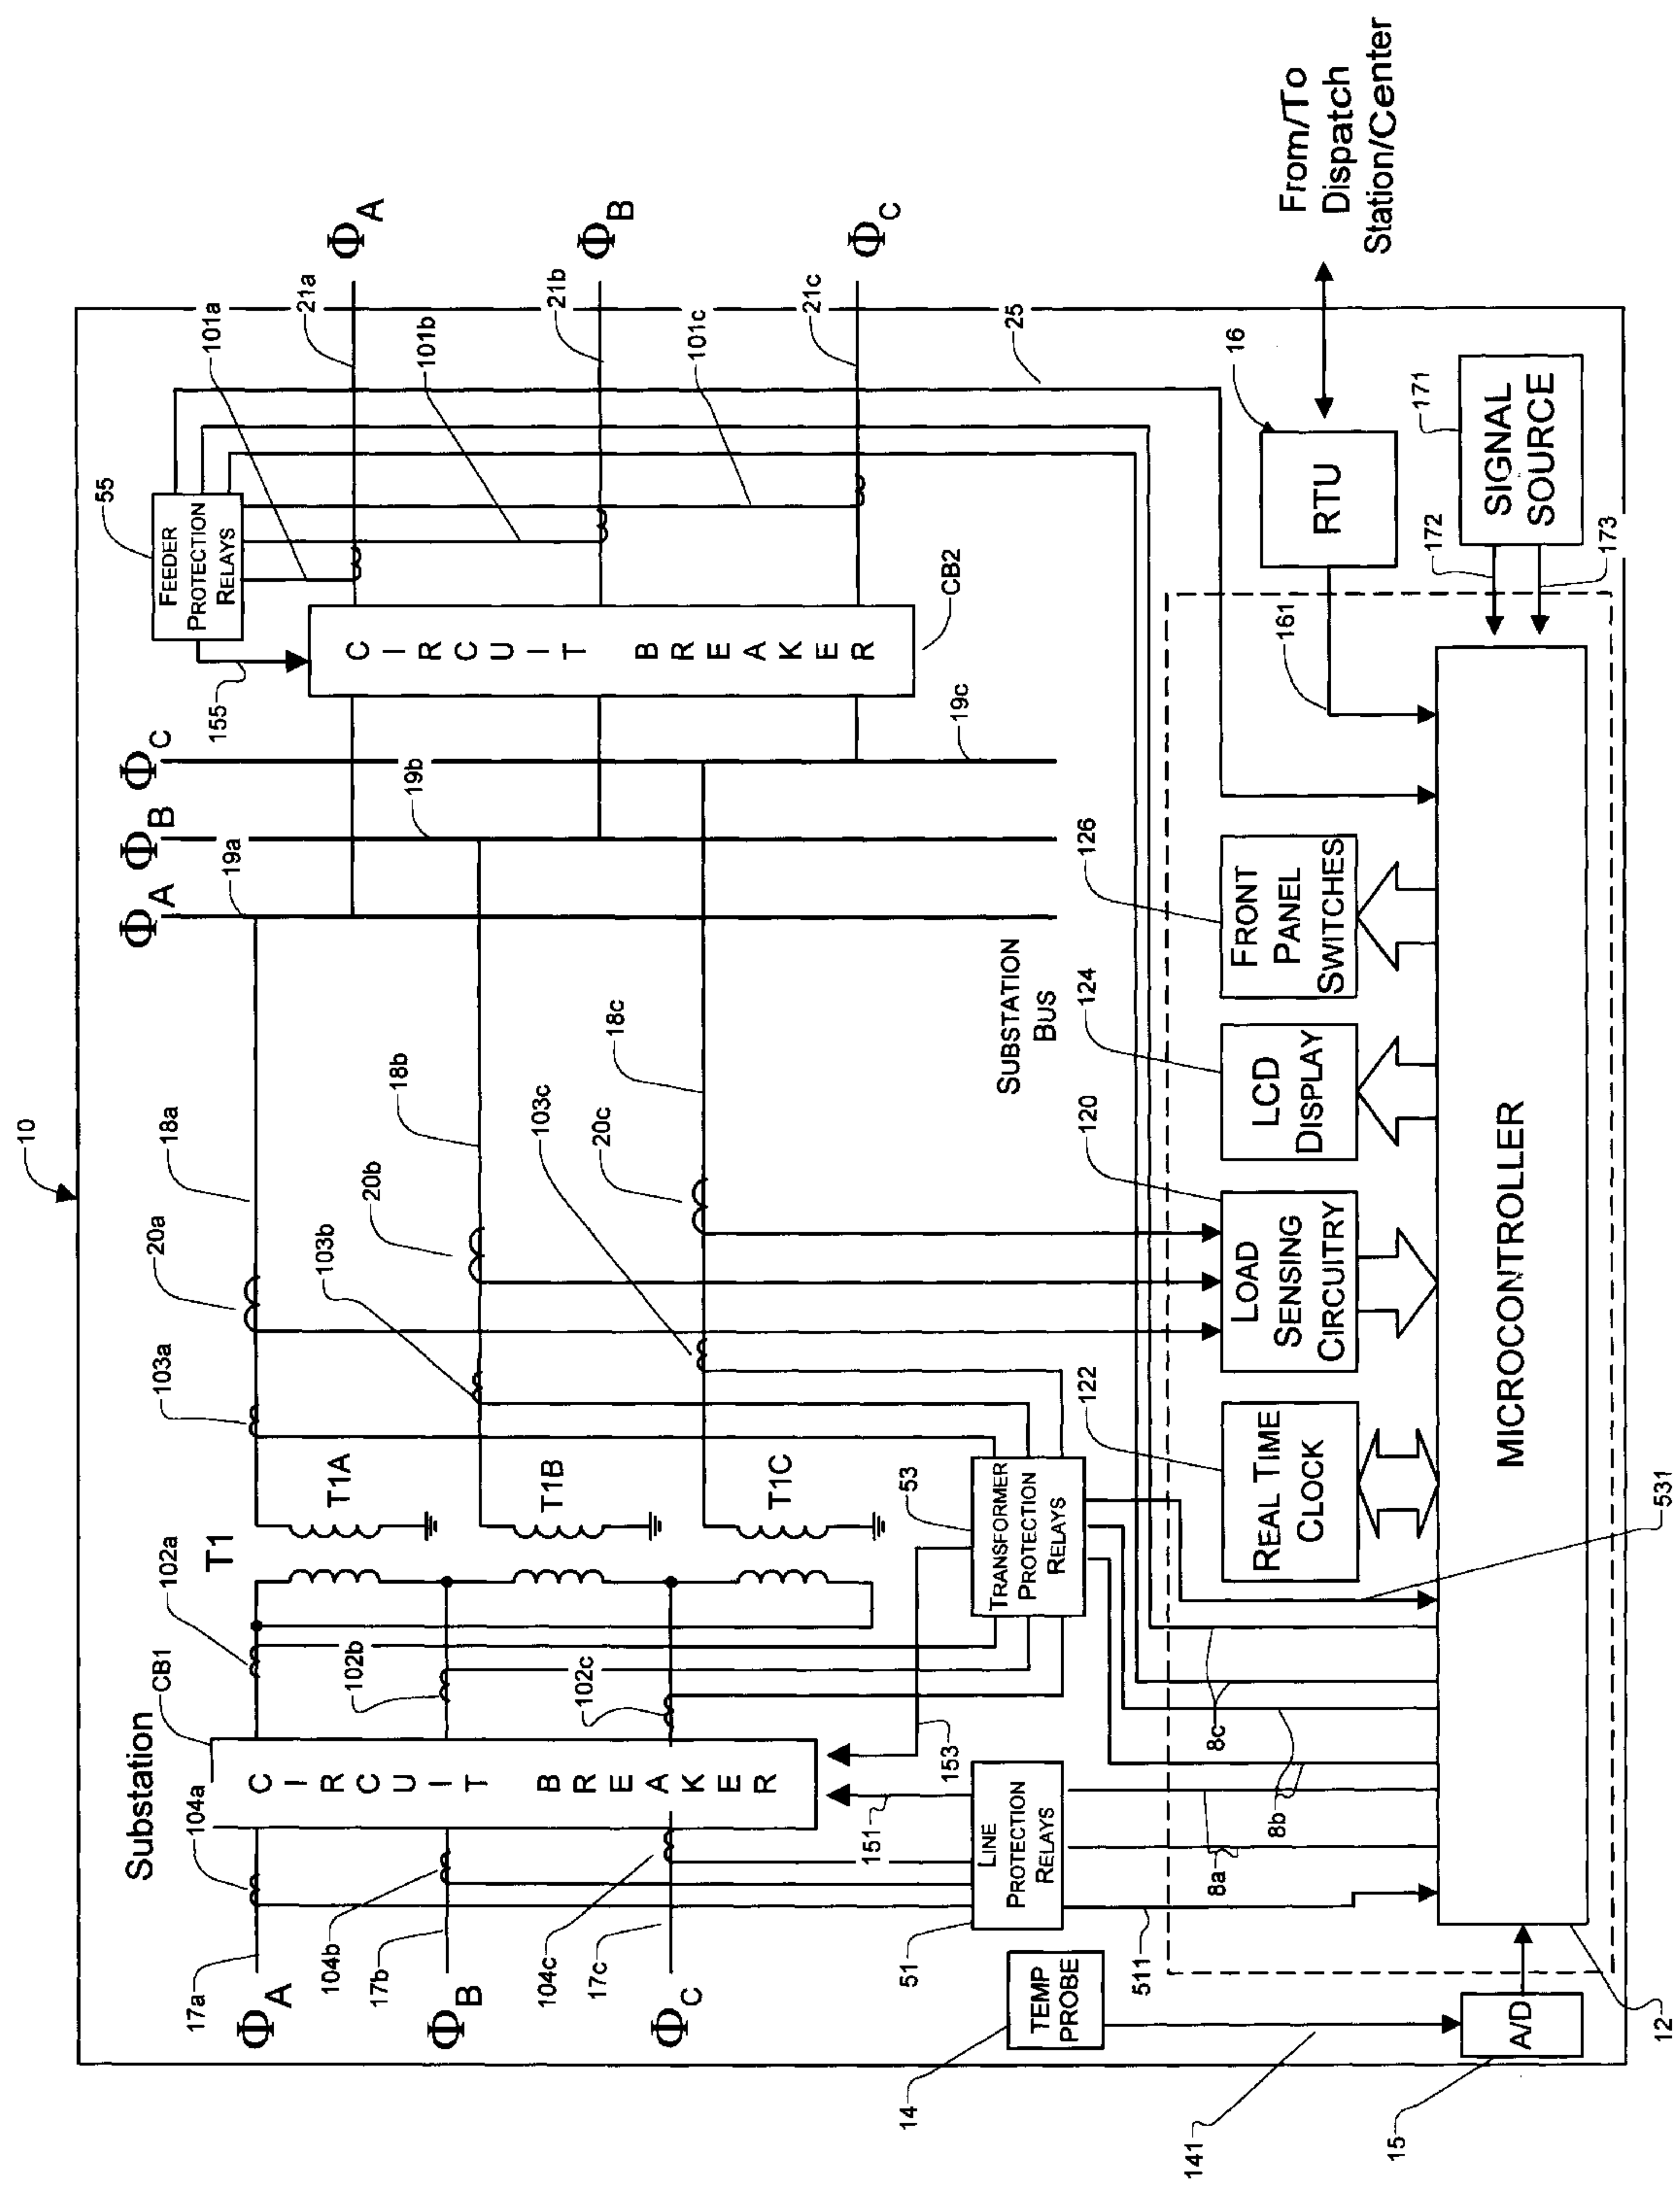 10
Substation
T1
104a
CB1
102a
103a
20a
18a
ΦA
19a
ΦB
ΦC
155
55
FEEDER
PROTECTION
RELAYS
101a
21a
ΦA
17a
ΦA
T1A
103b
20b
18b
19b
101b
21b
ΦB
104b
17b
ΦB
CIRCUIT BREAKER
102b
T1B
103c
20c
18c
CIRCUIT BREAKER
101c
21c
ΦC
104c
17c
ΦC
102c
T1C
19c
CB2
25
151
153
53
51
LINE
PROTECTION
RELAYS
TRANSFORMER
PROTECTION
RELAYS
SUBSTATION
BUS
14
TEMP
PROBE
511
8a
8b
8c
122
REAL TIME
CLOCK
120
LOAD
SENSING
CIRCUITRY
124
LCD
DISPLAY
126
FRONT
PANEL
SWITCHES
161
16
RTU
From/To
Dispatch
Station/Center
141
15
A/D
12
MICROCONTROLLER
531
172
173
171
SIGNAL
SOURCE